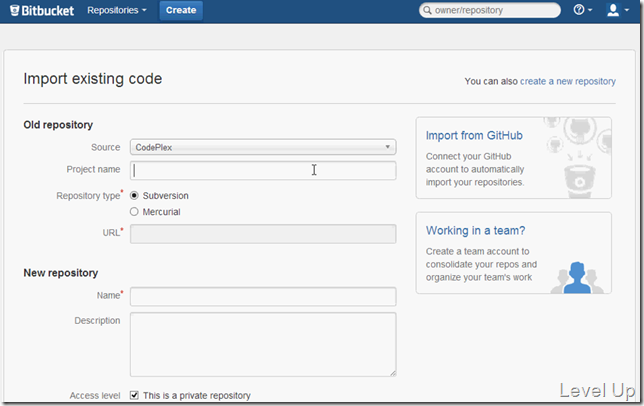 Bitbucket Repositories Create owner/repository
Import existing code
You can also create a new repository
Old repository
Source CodePlex
Project name
Repository type* Subversion
Mercurial
URL*
New repository
Name*
Description
Access level This is a private repository
Import from GitHub
Connect your GitHub
account to automatically
import your repositories.
Working in a team?
Create a team account to
consolidate your repos and
organize your team's work
Level Up